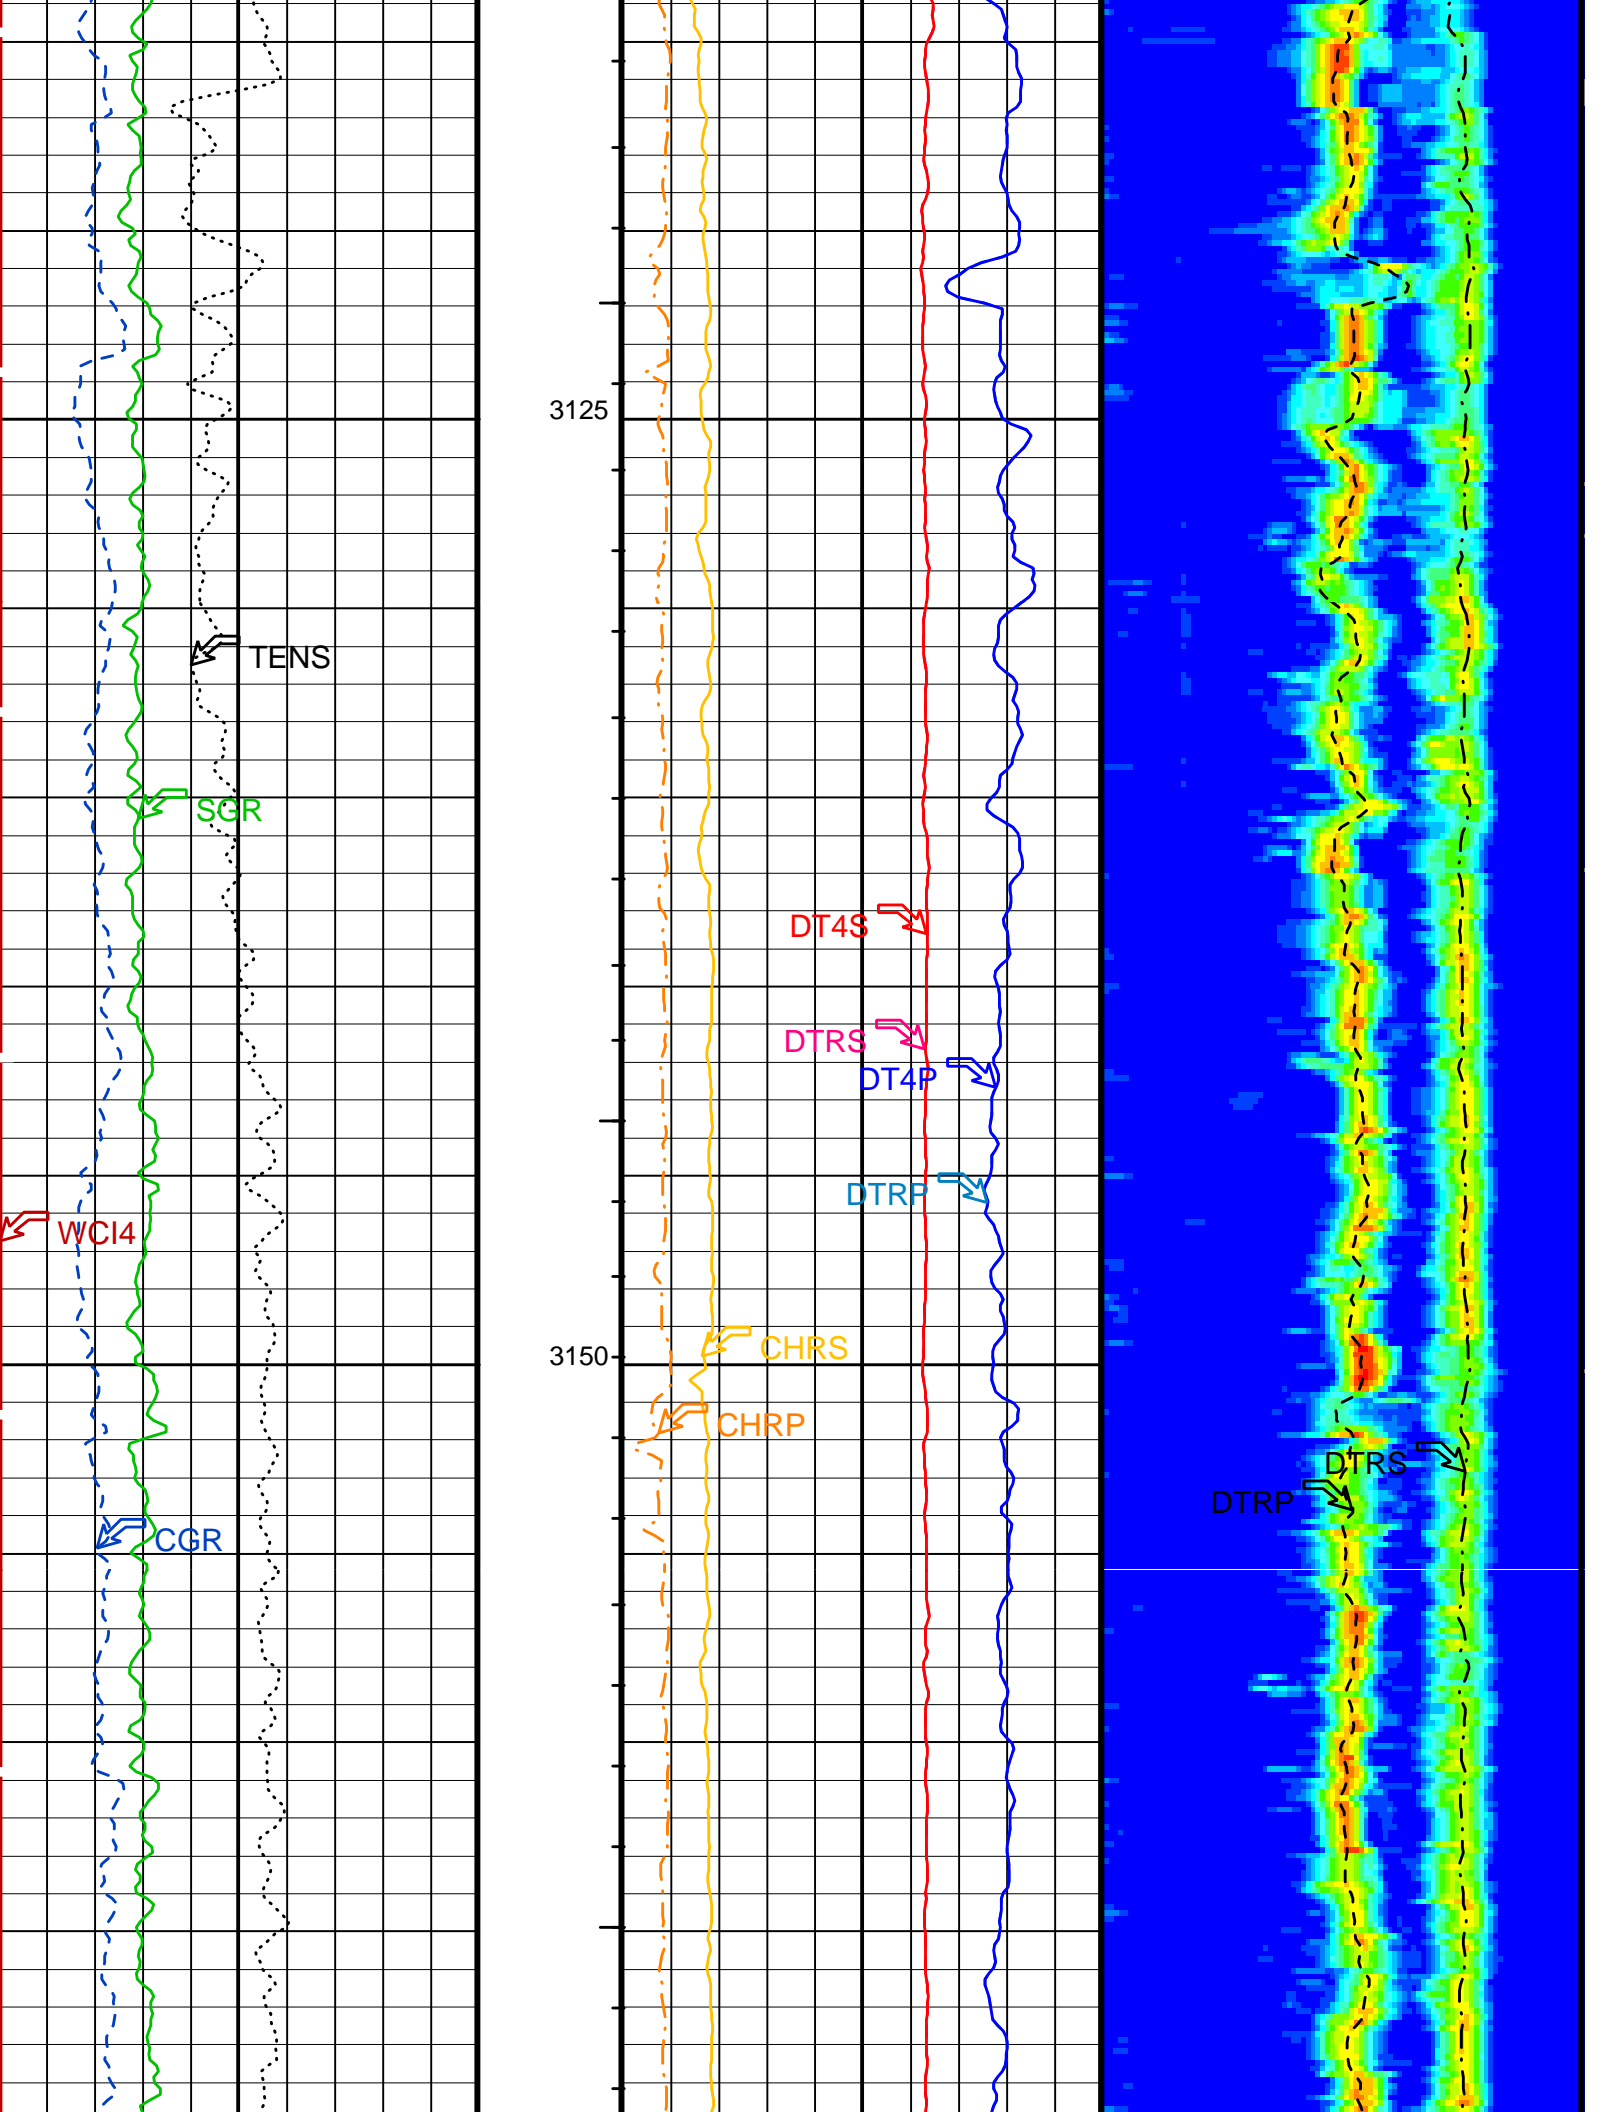 3125
TENS
SGR
DT4S
DTRS
DT4P
DTRP
WCI4
CHRS
3150
CHRP
DTRS
DTRP
CGR